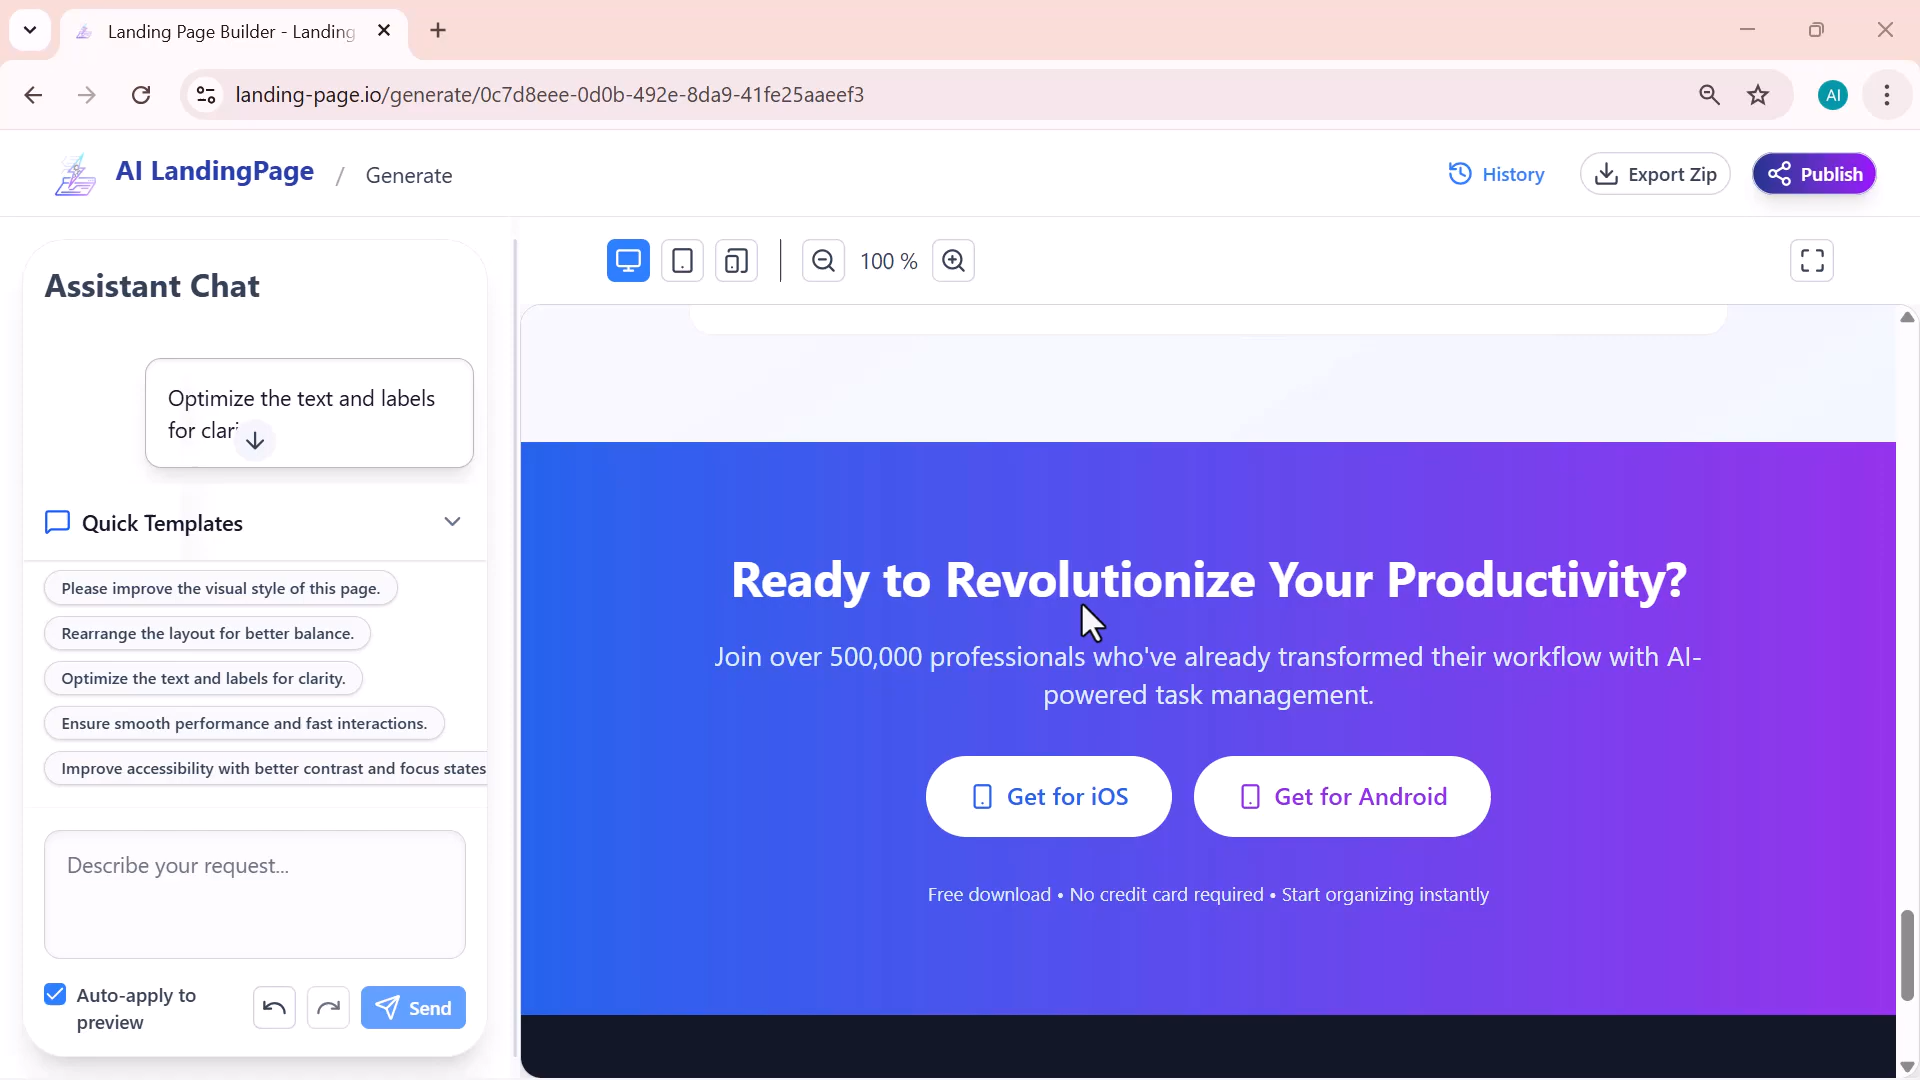 Landing Page Builder - Landing
landing-page.io/generate/0c7d8eee-0d0b-492e-8da9-41fe25aaeef3
AI
AI LandingPage / Generate
History
Export Zip
Publish
Assistant Chat
100 %
Optimize the text and labels
for clari
Quick Templates
Please improve the visual style of this page.
Rearrange the layout for better balance.
Optimize the text and labels for clarity.
Ensure smooth performance and fast interactions.
Improve accessibility with better contrast and focus states
Describe your request...
Auto-apply to
preview
Send
Ready to Revolutionize Your Productivity?
Join over 500,000 professionals who've already transformed their workflow with AI-
powered task management.
Get for iOS
Get for Android
Free download • No credit card required • Start organizing instantly